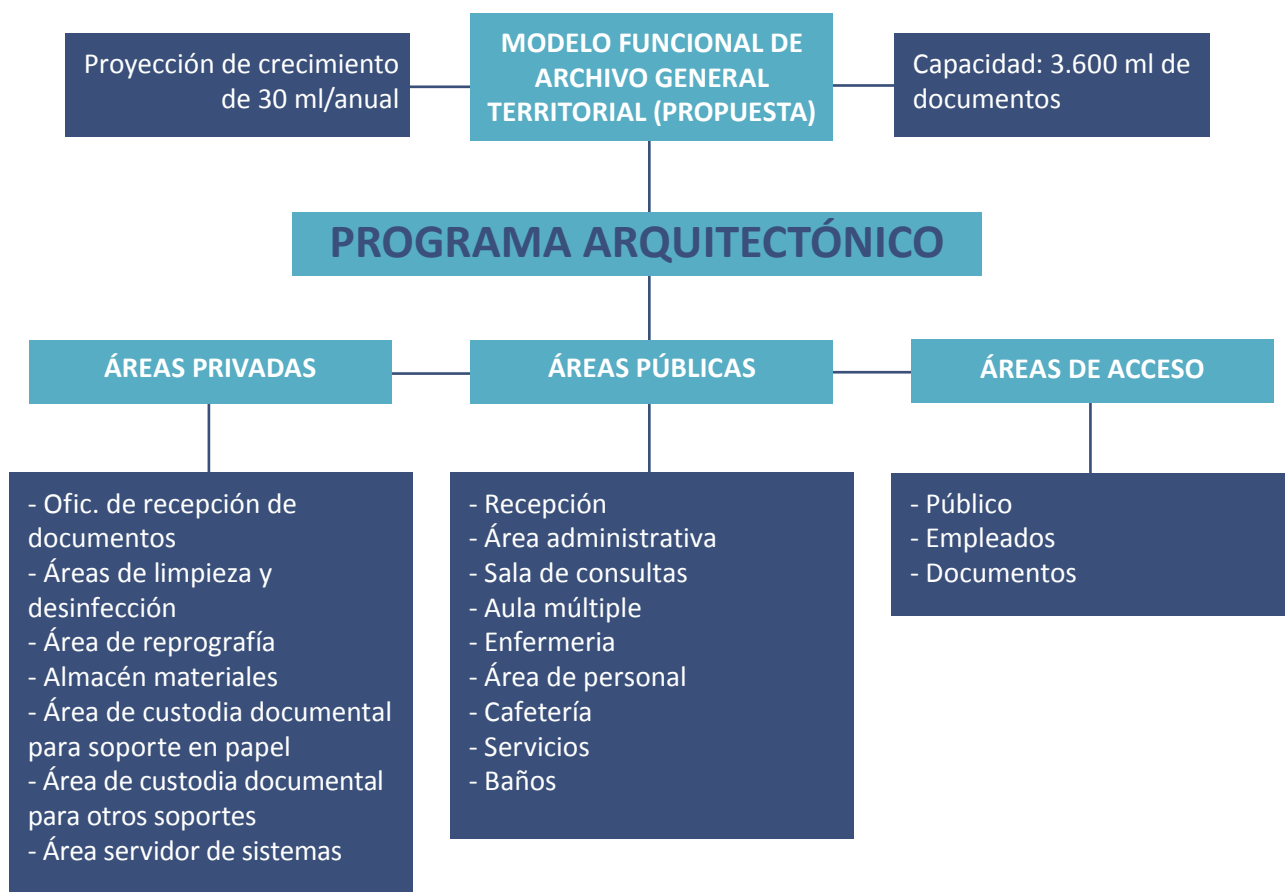 Proyección de crecimiento
de 30 ml/anual
MODELO FUNCIONAL DE
ARCHIVO GENERAL
TERRITORIAL (PROPUESTA)
Capacidad: 3.600 ml de
documentos
PROGRAMA ARQUITECTÓNICO
ÁREAS PRIVADAS
- Ofic. de recepción de
documentos
- Áreas de limpieza y
desinfección
- Área de reprografía
- Almacén materiales
- Área de custodia documental
para soporte en papel
- Área de custodia documental
para otros soportes
- Área servidor de sistemas
ÁREAS PÚBLICAS
- Recepción
- Área administrativa
- Sala de consultas
- Aula múltiple
- Enfermeria
- Área de personal
- Cafetería
- Servicios
- Baños
ÁREAS DE ACCESO
- Público
- Empleados
- Documentos